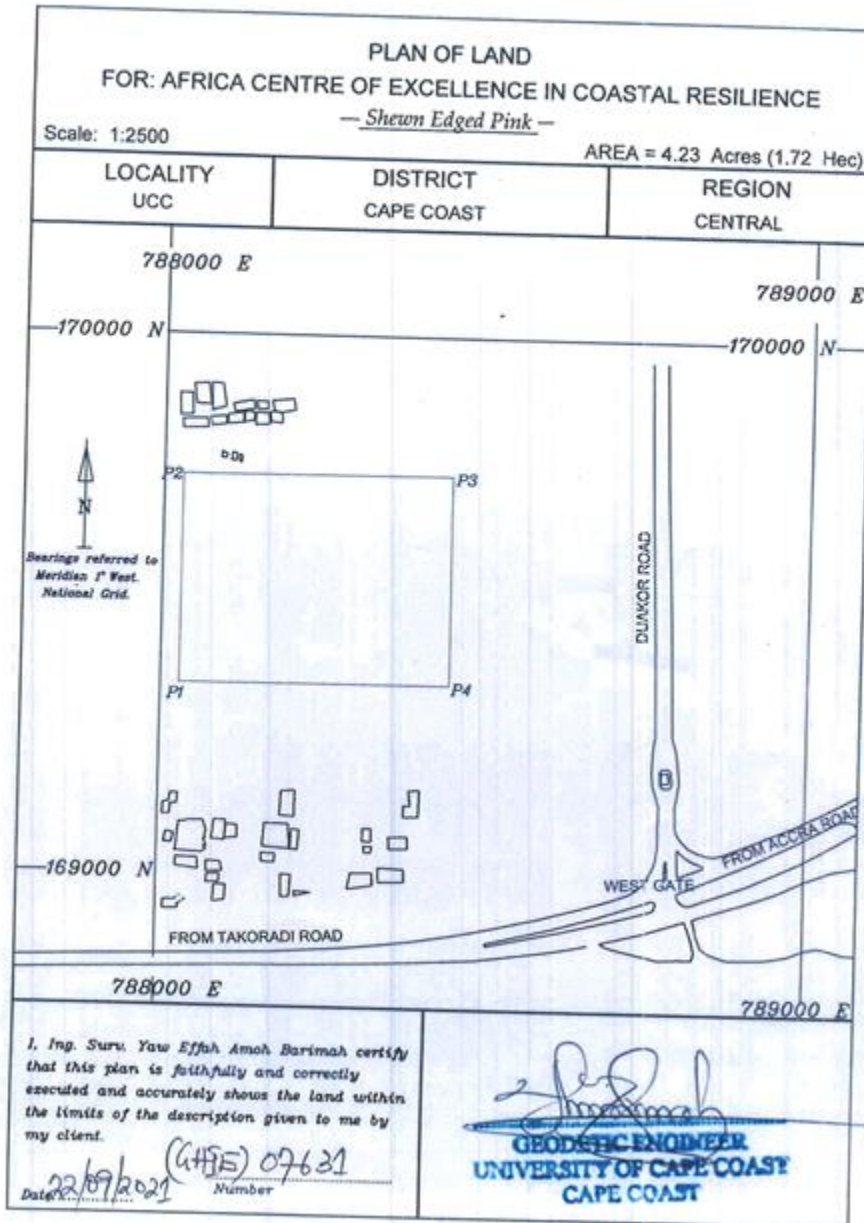 PLAN OF LAND
FOR: AFRICA CENTRE OF EXCELLENCE IN COASTAL RESILIENCE
— Shewn Edged Pink —
Scale: 1:2500
AREA = 4.23 Acres (1.72 Hec)
LOCALITY
UCC
DISTRICT
CAPE COAST
REGION
CENTRAL
788000 E
789000 E
170000 N
170000 N
P2
P3
N
Bearings referred to
Meridian 1° West.
National Grid.
DUAKOR ROAD
P1
P4
FROM ACCRA ROAD
169000 N
WEST GATE
FROM TAKORADI ROAD
788000 E
789000 E
I, Ing. Surv. Yaw Effah Amoh Barimah certify
that this plan is faithfully and correctly
executed and accurately shows the land within
the limits of the description given to me by
my client.
(GHIE) 07631
Date 22/09/2021 Number
GEODETIC ENGINEER
UNIVERSITY OF CAPE COAST
CAPE COAST